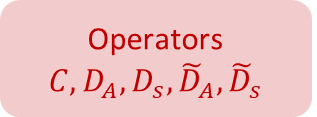 Operators
C, D_A, D_s, D̃_A, D̃_s